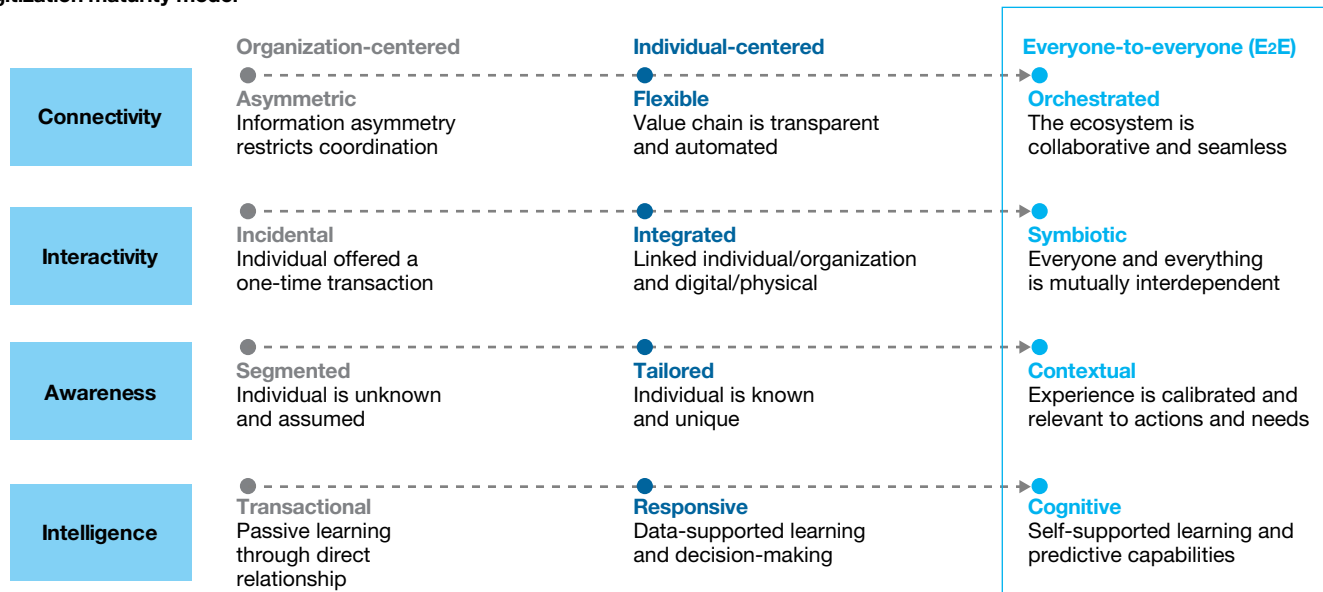 Organization-centered
Individual-centered
Everyone-to-everyone (E2E)
Connectivity
Asymmetric
Information asymmetry
restricts coordination
Flexible
Value chain is transparent
and automated
Orchestrated
The ecosystem is
collaborative and seamless
Interactivity
Incidental
Individual offered a
one-time transaction
Integrated
Linked individual/organization
and digital/physical
Symbiotic
Everyone and everything
is mutually interdependent
Awareness
Segmented
Individual is unknown
and assumed
Tailored
Individual is known
and unique
Contextual
Experience is calibrated and
relevant to actions and needs
Intelligence
Transactional
Passive learning
through direct
relationship
Responsive
Data-supported learning
and decision-making
Cognitive
Self-supported learning and
predictive capabilities